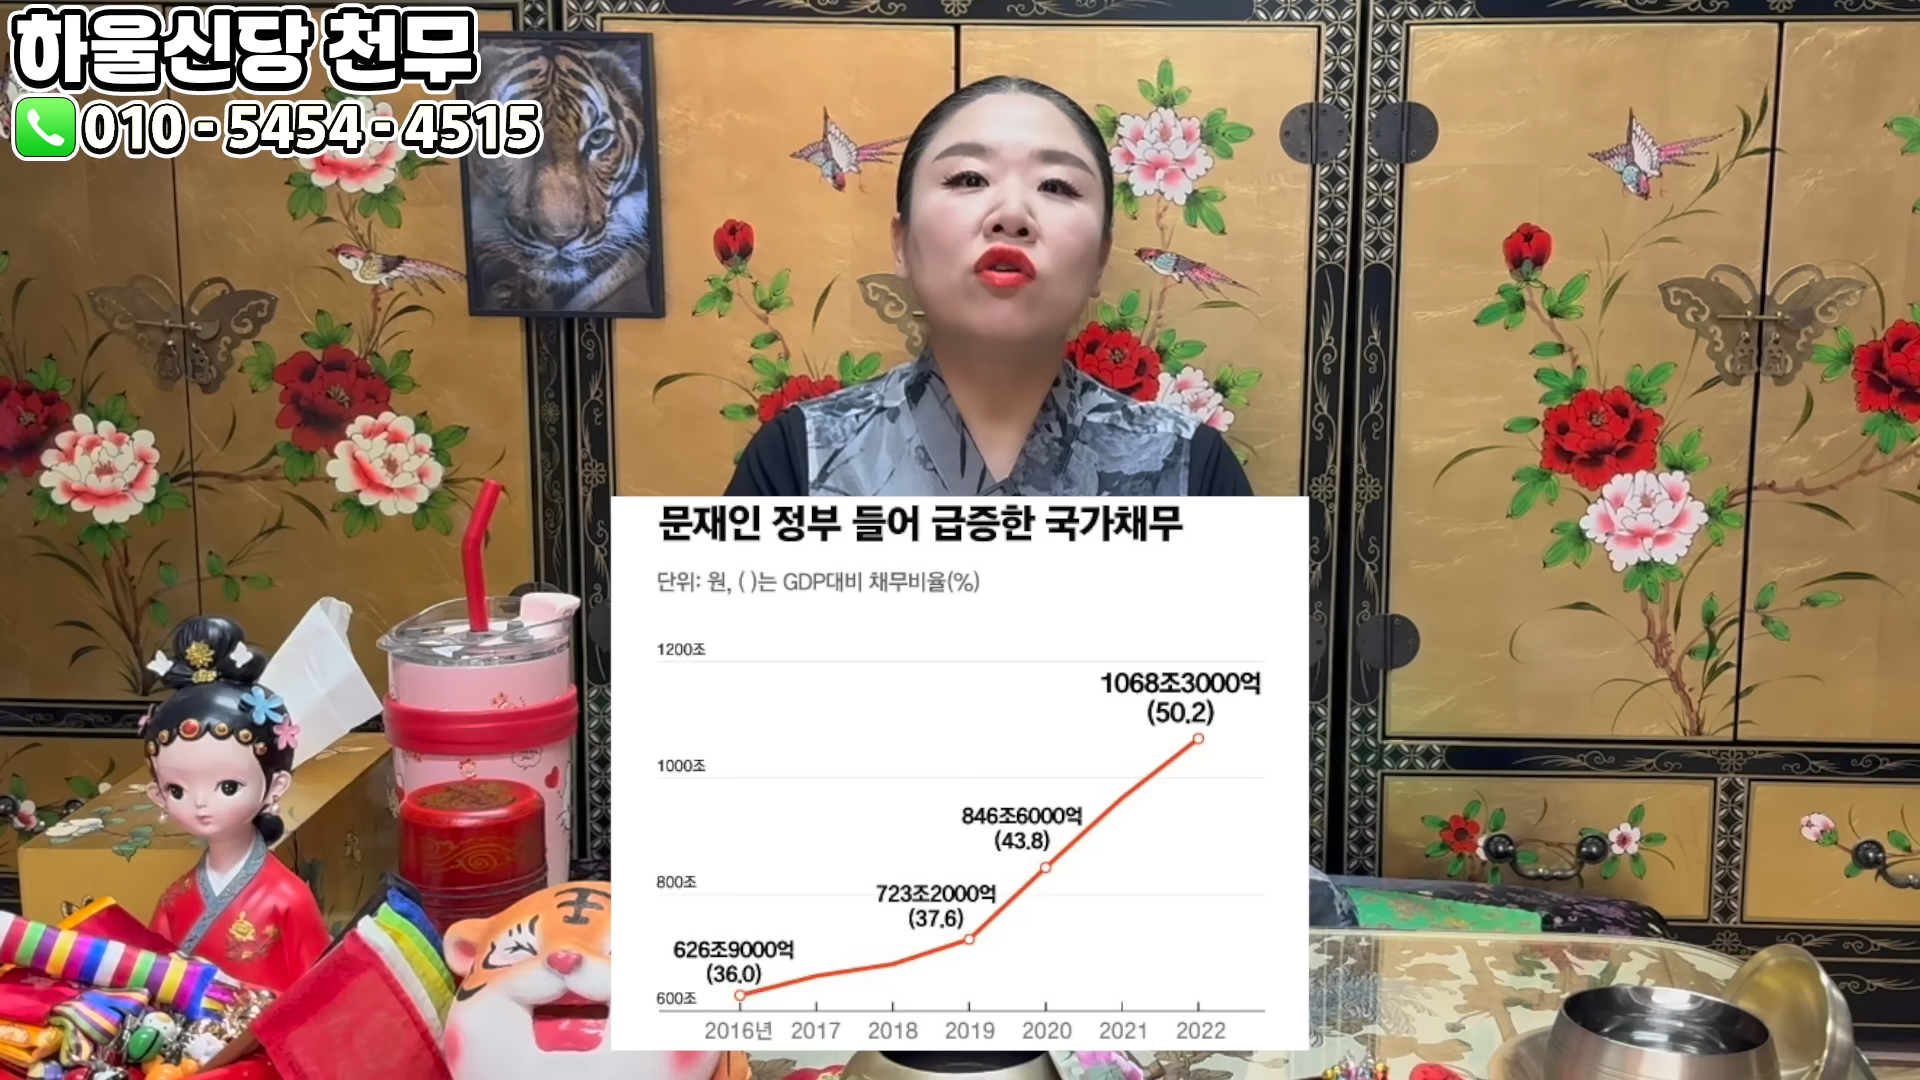 하울신당 천무
010 - 5454 - 4515
문재인 정부 들어 급증한 국가채무
단위: 원, ( )는 GDP대비 채무비율(%)
1200조
1068조3000억
(50.2)
1000조
846조6000억
(43.8)
800조
723조2000억
(37.6)
626조9000억
(36.0)
600조
2016년 2017 2018 2019 2020 2021 2022